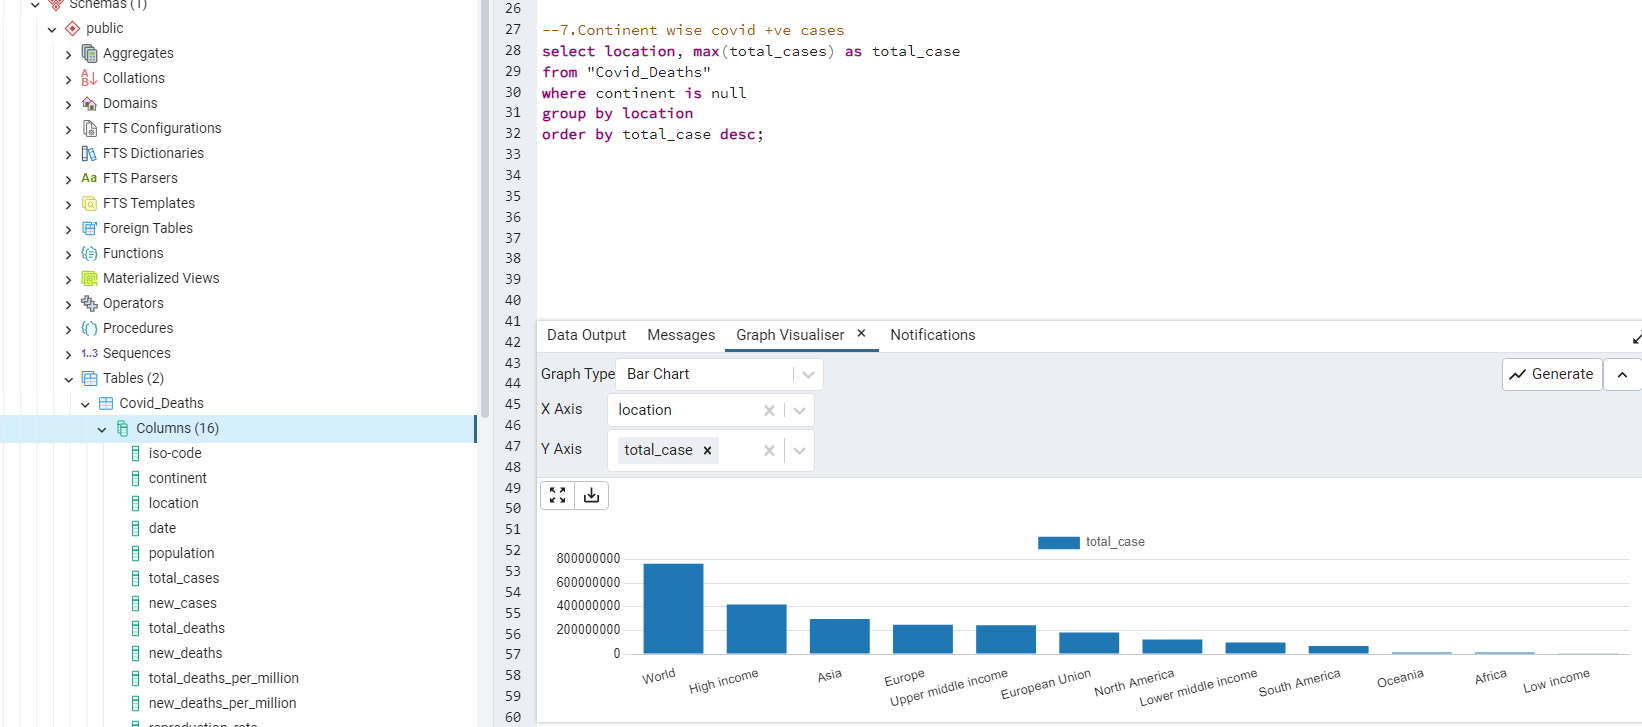 Schemas (1)
public
Aggregates
Collations
Domains
FTS Configurations
FTS Dictionaries
Aa FTS Parsers
FTS Templates
Foreign Tables
Functions
Materialized Views
Operators
Procedures
1..3 Sequences
Tables (2)
Covid_Deaths
Columns (16)
iso-code
continent
location
date
population
total_cases
new_cases
total_deaths
new_deaths
total_deaths_per_million
new_deaths_per_million
reproduction_rate
26
27 --7.Continent wise covid +ve cases
28 select location, max(total_cases) as total_case
29 from "Covid_Deaths"
30 where continent is null
31 group by location
32 order by total_case desc;
33
34
35
36
37
38
39
40
41
42
43
44
45
46
47
48
49
50
51
52
53
54
55
56
57
58
59
60
Data Output Messages Graph Visualiser × Notifications
Graph Type Bar Chart Generate
X Axis location
Y Axis total_case ×
total_case
800000000
600000000
400000000
200000000
0
World High income Asia Europe Upper middle income European Union North America Lower middle income South America Oceania Africa Low income